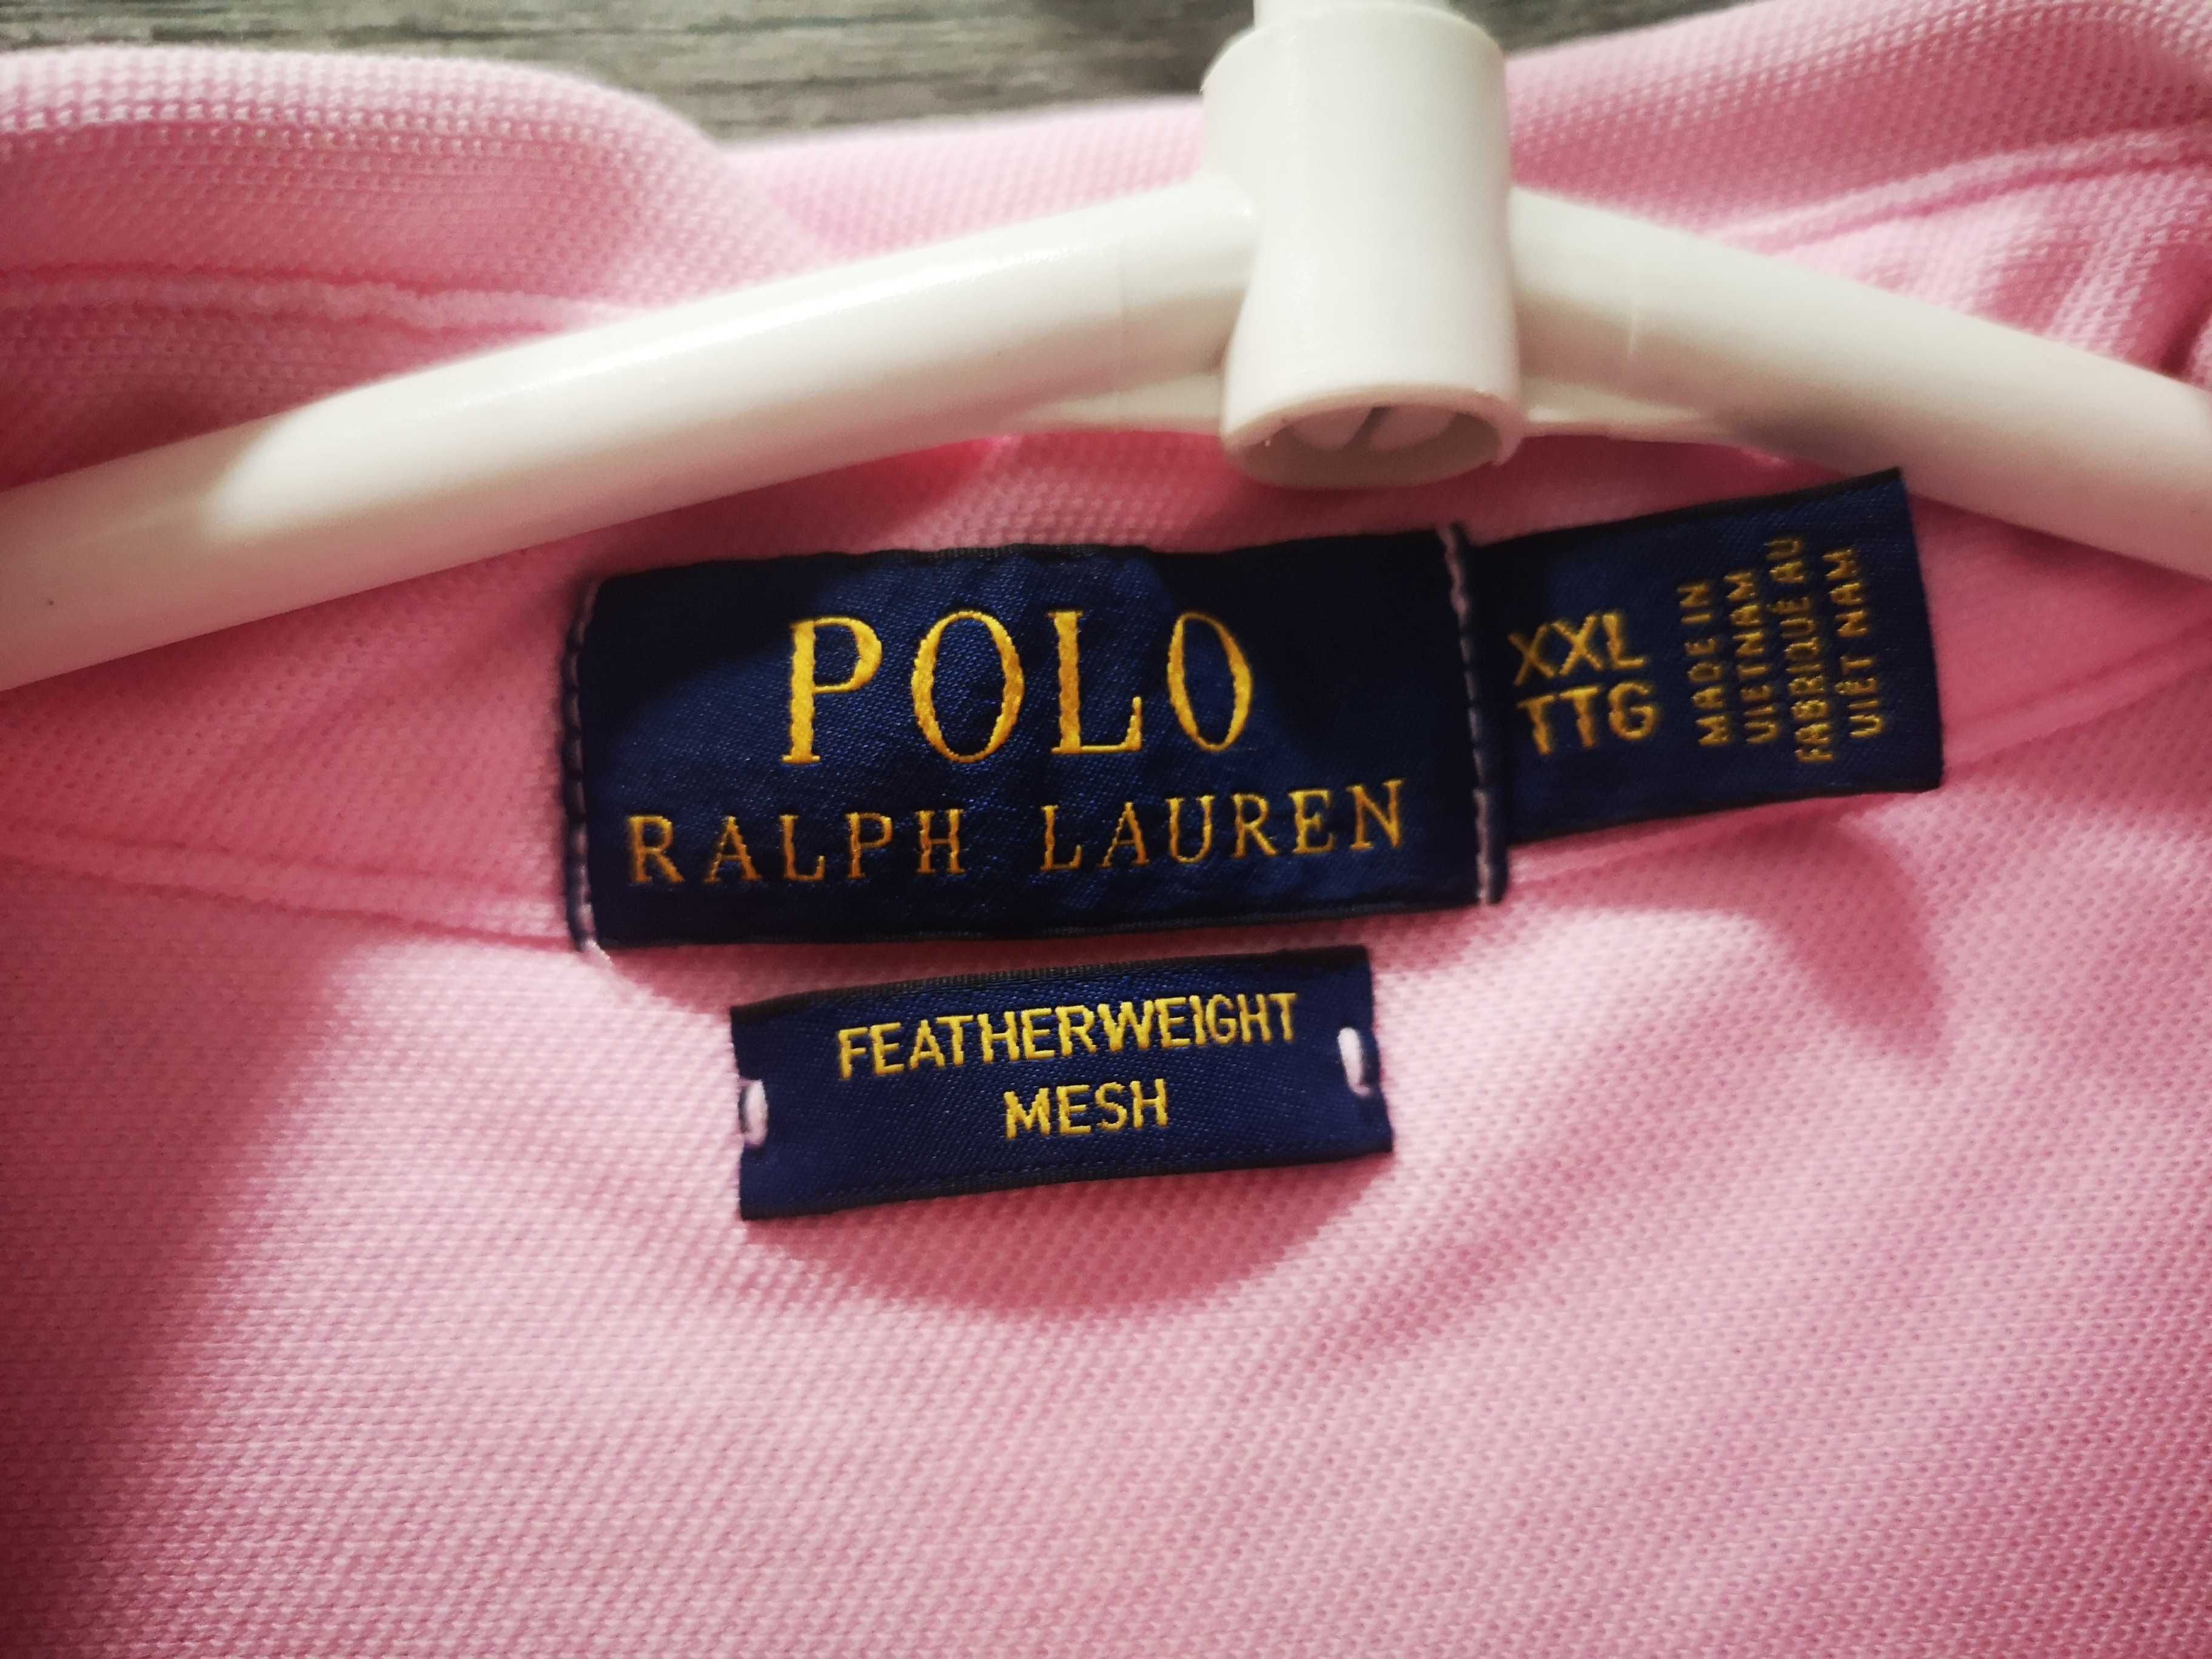 POLO
RALPH LAUREN
XXL
TTG
MADE IN
VIETNAM
FABRIQUÉ AU
VIÊT NAM
FEATHERWEIGHT
MESH